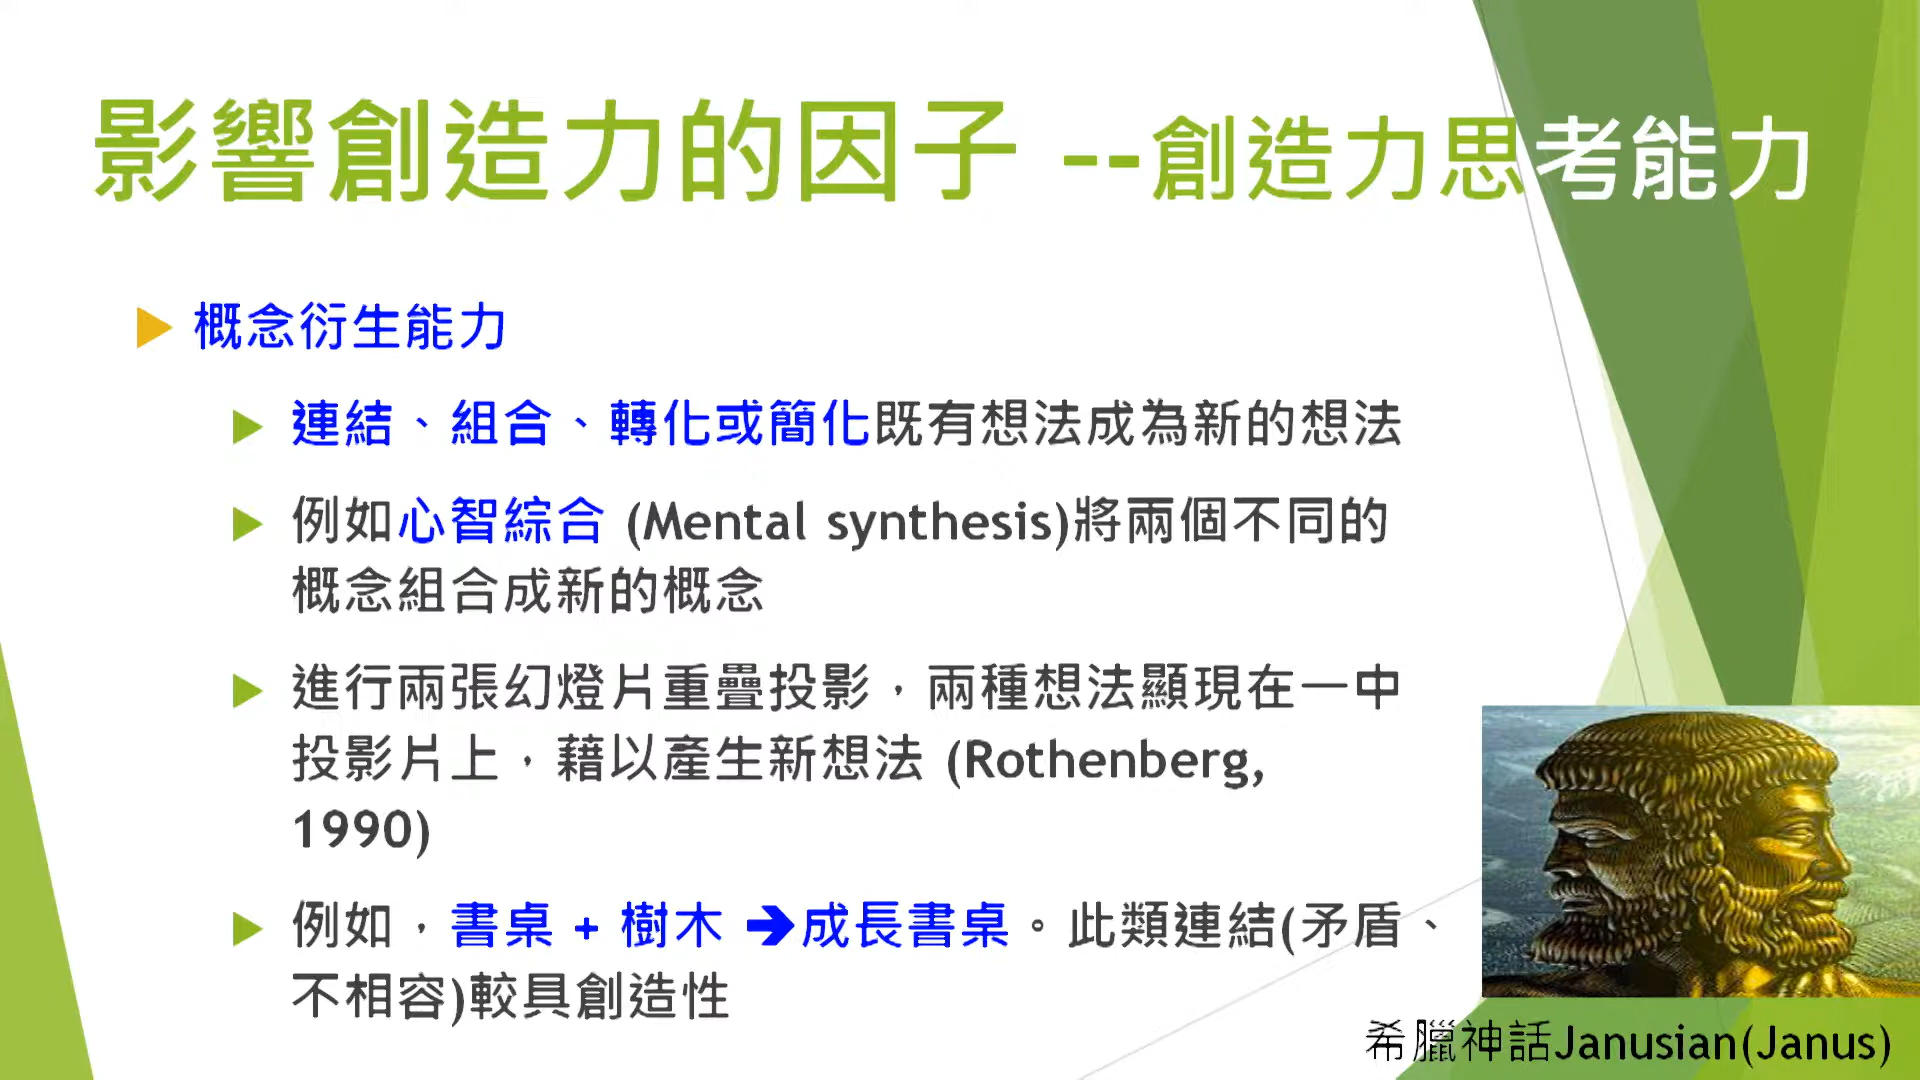 影響創造力的因子 --創造力思考能力
概念衍生能力
連結、組合、轉化或簡化既有想法成為新的想法
例如心智綜合 (Mental synthesis)將兩個不同的
概念組合成新的概念
進行兩張幻燈片重疊投影，兩種想法顯現在一中
投影片上，藉以產生新想法 (Rothenberg,
1990)
例如，書桌 + 樹木 →成長書桌。此類連結(矛盾、
不相容)較具創造性
希臘神話Janusian(Janus)